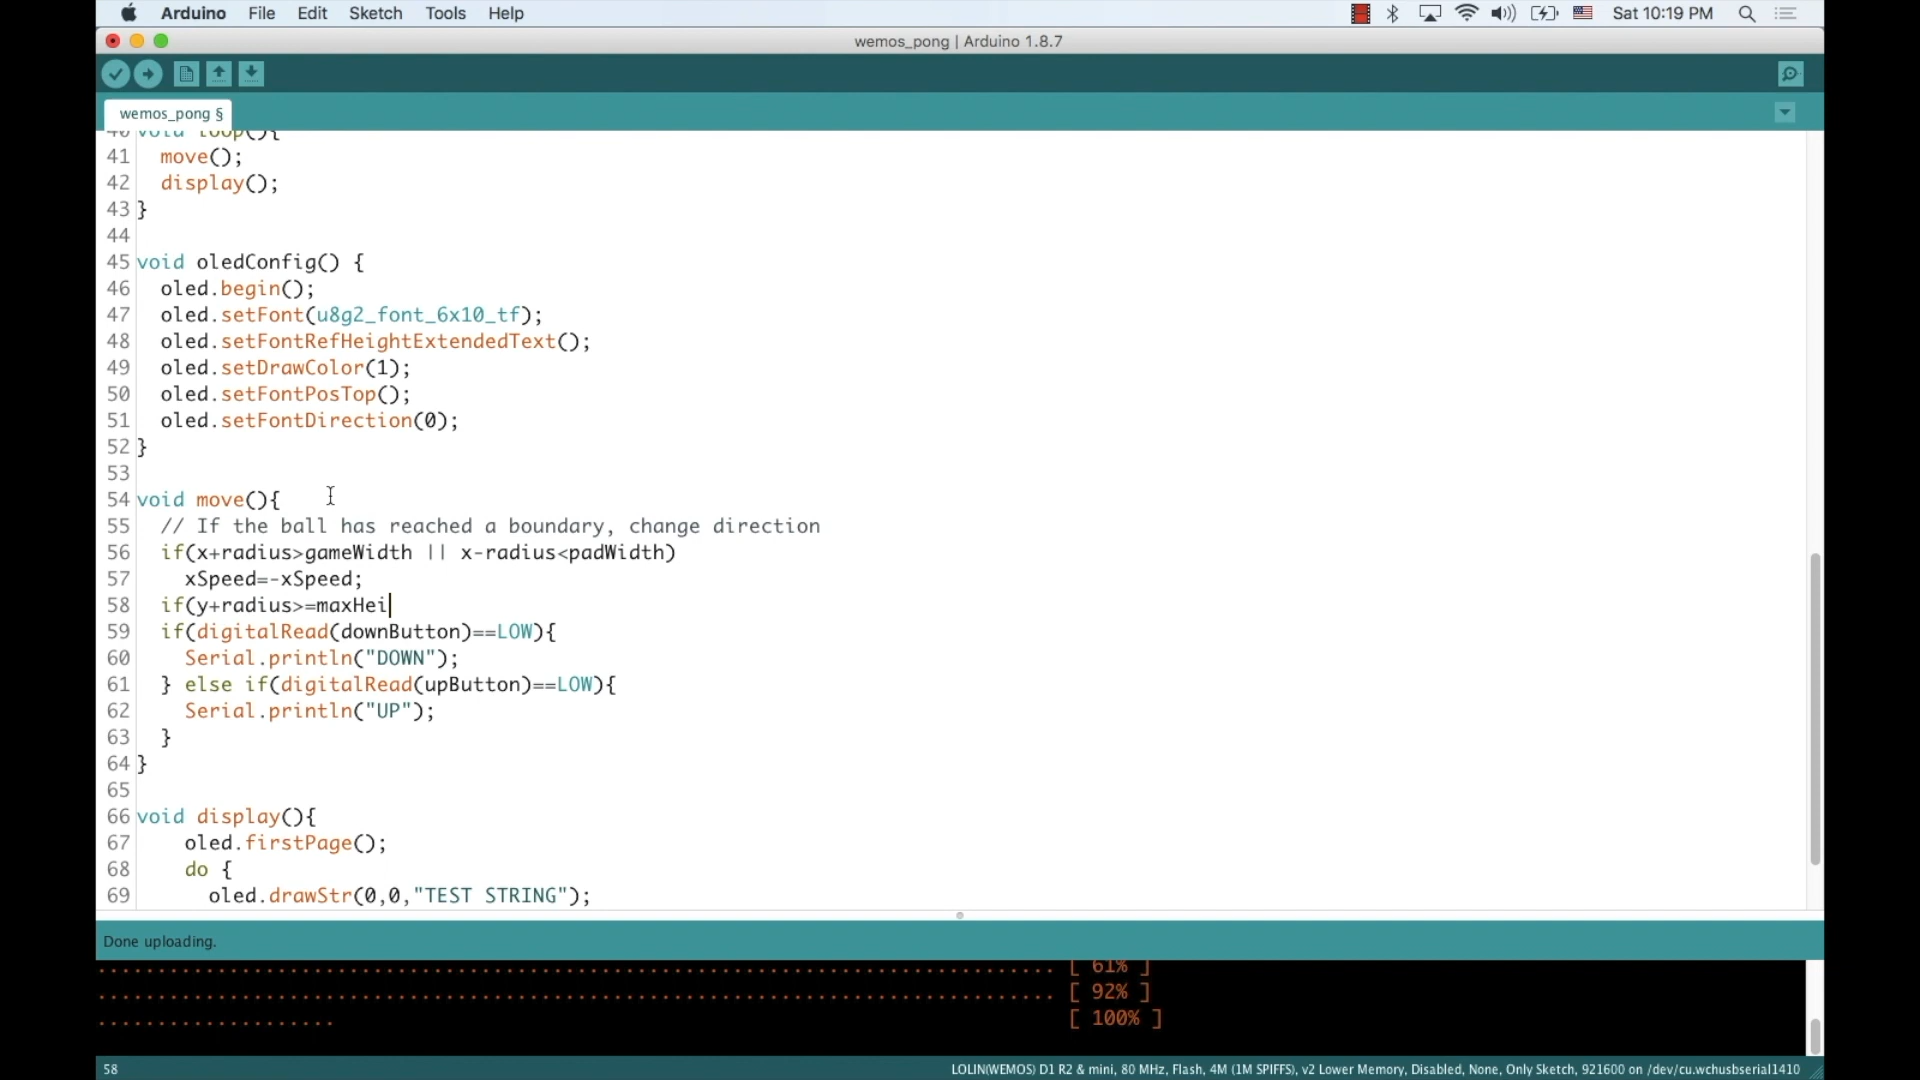 Arduino File Edit Sketch Tools Help Sat 10:19 PM
wemos_pong | Arduino 1.8.7
wemos_pong §
40 void loop(){
41 move();
42 display();
43 }
44
45 void oledConfig() {
46 oled.begin();
47 oled.setFont(u8g2_font_6x10_tf);
48 oled.setFontRefHeightExtendedText();
49 oled.setDrawColor(1);
50 oled.setFontPosTop();
51 oled.setFontDirection(0);
52 }
53
54 void move(){
55 // If the ball has reached a boundary, change direction
56 if(x+radius>gameWidth || x-radius<padWidth)
57 xSpeed=-xSpeed;
58 if(y+radius>=maxHei
59 if(digitalRead(downButton)==LOW){
60 Serial.println("DOWN");
61 } else if(digitalRead(upButton)==LOW){
62 Serial.println("UP");
63 }
64 }
65
66 void display(){
67 oled.firstPage();
68 do {
69 oled.drawStr(0,0,"TEST STRING");
Done uploading.
................................................................................ [ 61% ]
................................................................................ [ 92% ]
.................... [ 100% ]
58 LOLIN(WEMOS) D1 R2 & mini, 80 MHz, Flash, 4M (1M SPIFFS), v2 Lower Memory, Disabled, None, Only Sketch, 921600 on /dev/cu.wchusbserial1410